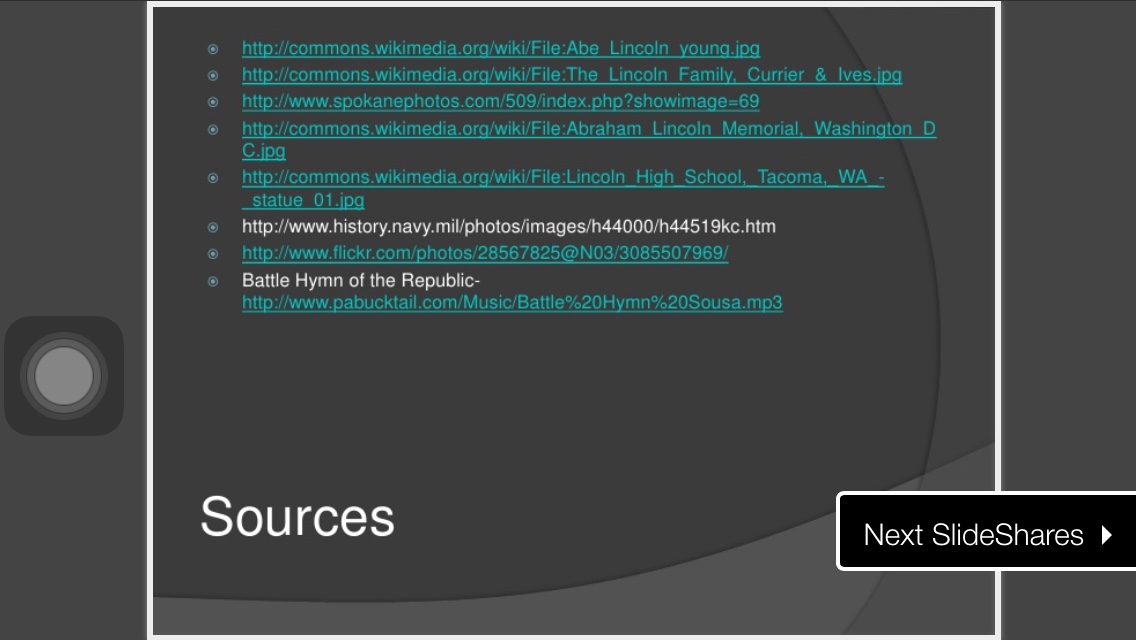 http://commons.wikimedia.org/wiki/File:Abe_Lincoln_young.jpg
http://commons.wikimedia.org/wiki/File:The_Lincoln_Family,_Currier_&_Ives.jpg
http://www.spokanephotos.com/509/index.php?showimage=69
http://commons.wikimedia.org/wiki/File:Abraham_Lincoln_Memorial,_Washington_D
C.jpg
http://commons.wikimedia.org/wiki/File:Lincoln_High_School,_Tacoma,_WA_-
_statue_01.jpg
http://www.history.navy.mil/photos/images/h44000/h44519kc.htm
http://www.flickr.com/photos/28567825@N03/3085507969/
Battle Hymn of the Republic-
http://www.pabucktail.com/Music/Battle%20Hymn%20Sousa.mp3
Sources
Next SlideShares